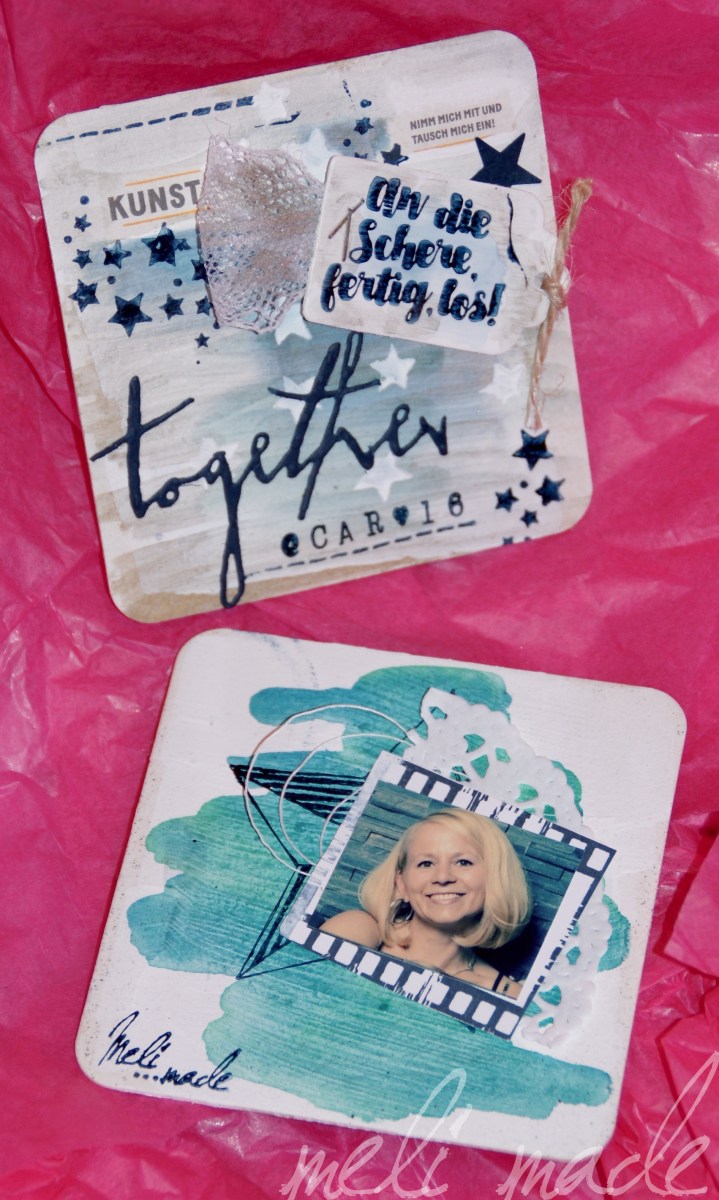 NIMM MICH MIT UND
TAUSCH MICH EIN!
KUNST
An die
Schere,
fertig, los!
together
@CAR♥16
Meli
...made
meli made